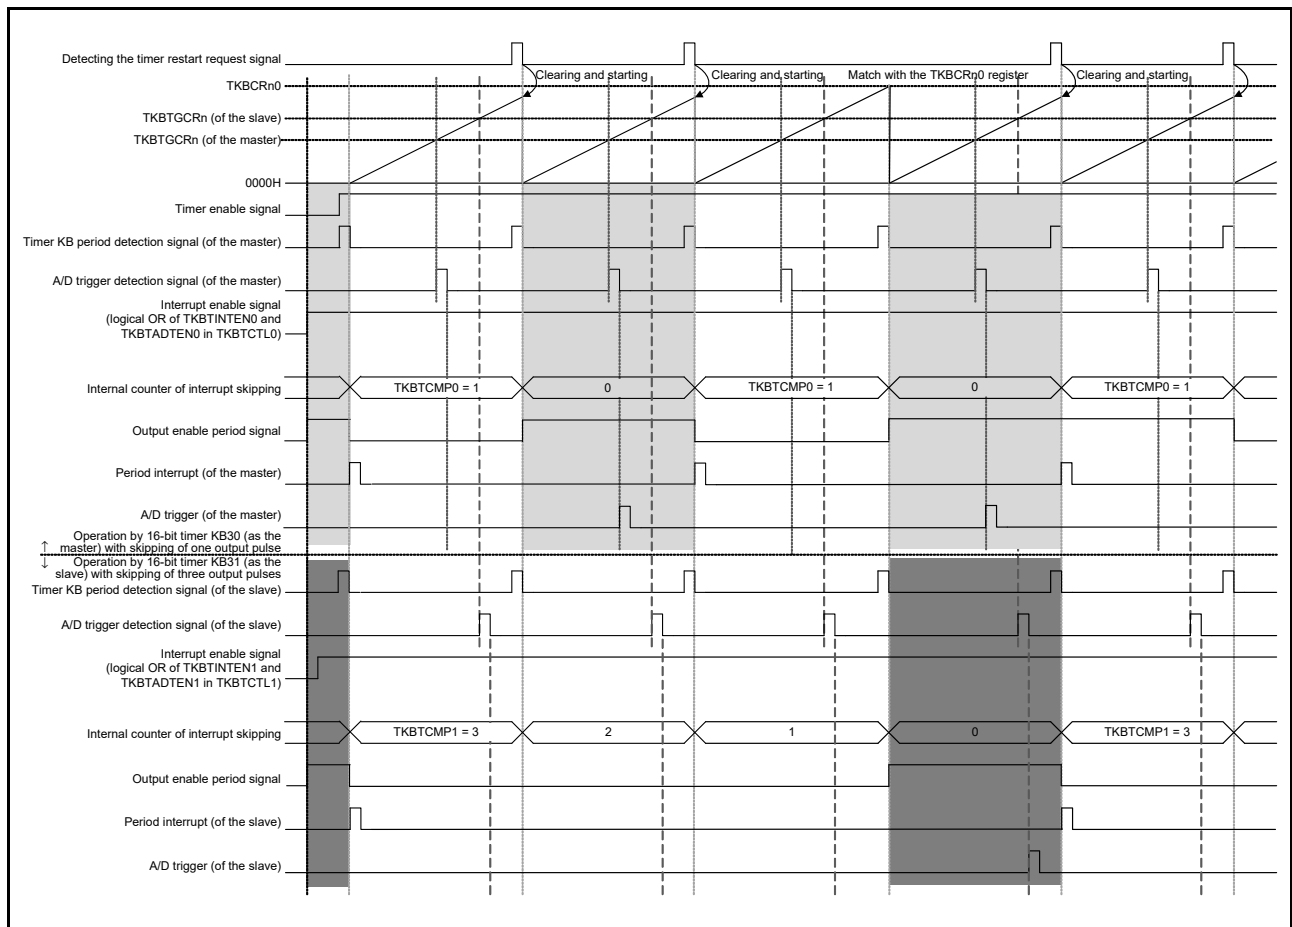 Detecting the timer restart request signal
Clearing and starting
Clearing and starting
Match with the TKBCRn0 register
Clearing and starting
TKBCRn0
TKBTGCRn (of the slave)
TKBTGCRn (of the master)
0000H
Timer enable signal
Timer KB period detection signal (of the master)
A/D trigger detection signal (of the master)
Interrupt enable signal
(logical OR of TKBTINTEN0 and
TKBTADTEN0 in TKBTCTL0)
Internal counter of interrupt skipping
TKBTCMP0 = 1
0
TKBTCMP0 = 1
0
TKBTCMP0 = 1
Output enable period signal
Period interrupt (of the master)
A/D trigger (of the master)
↑ Operation by 16-bit timer KB30 (as the
master) with skipping of one output pulse
↓ Operation by 16-bit timer KB31 (as the
slave) with skipping of three output pulses
Timer KB period detection signal (of the slave)
A/D trigger detection signal (of the slave)
Interrupt enable signal
(logical OR of TKBTINTEN1 and
TKBTADTEN1 in TKBTCTL1)
Internal counter of interrupt skipping
TKBTCMP1 = 3
2
1
0
TKBTCMP1 = 3
Output enable period signal
Period interrupt (of the slave)
A/D trigger (of the slave)